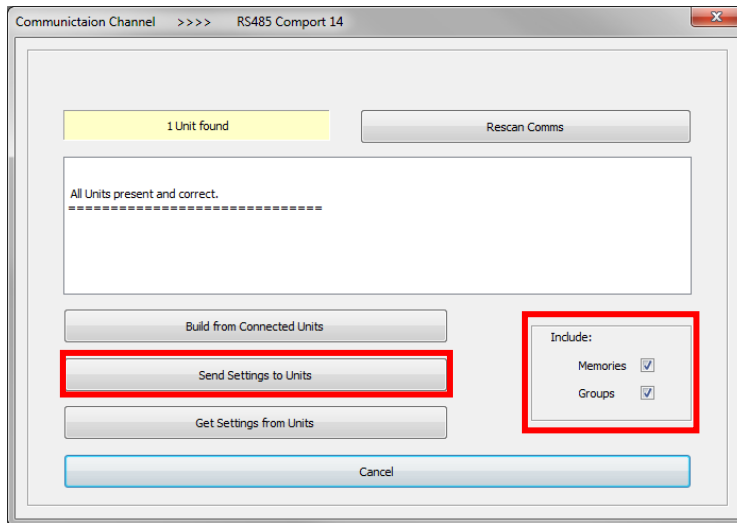 Communictaion Channel >>>> RS485 Comport 14
x
1 Unit found
Rescan Comms
All Units present and correct.
==============================
Build from Connected Units
Include:
Memories
Send Settings to Units
Groups
Get Settings from Units
Cancel